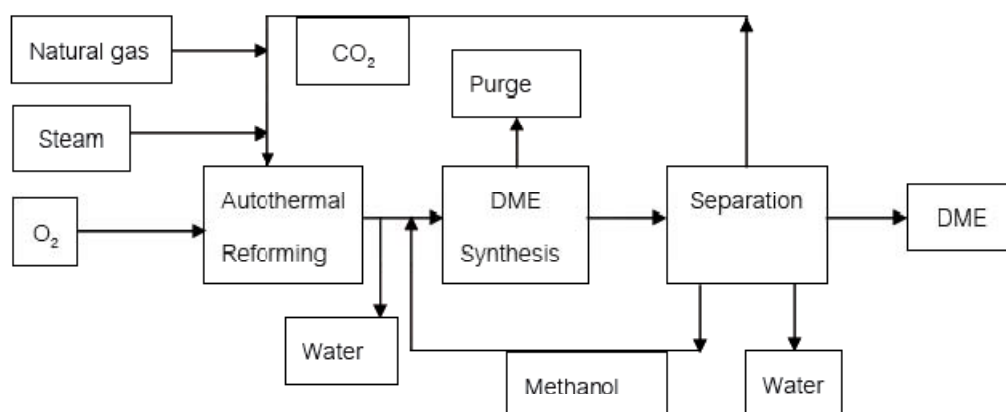 Natural gas
CO₂
Purge
Steam
Autothermal
Reforming
DME
Synthesis
Separation
DME
O₂
Water
Methanol
Water